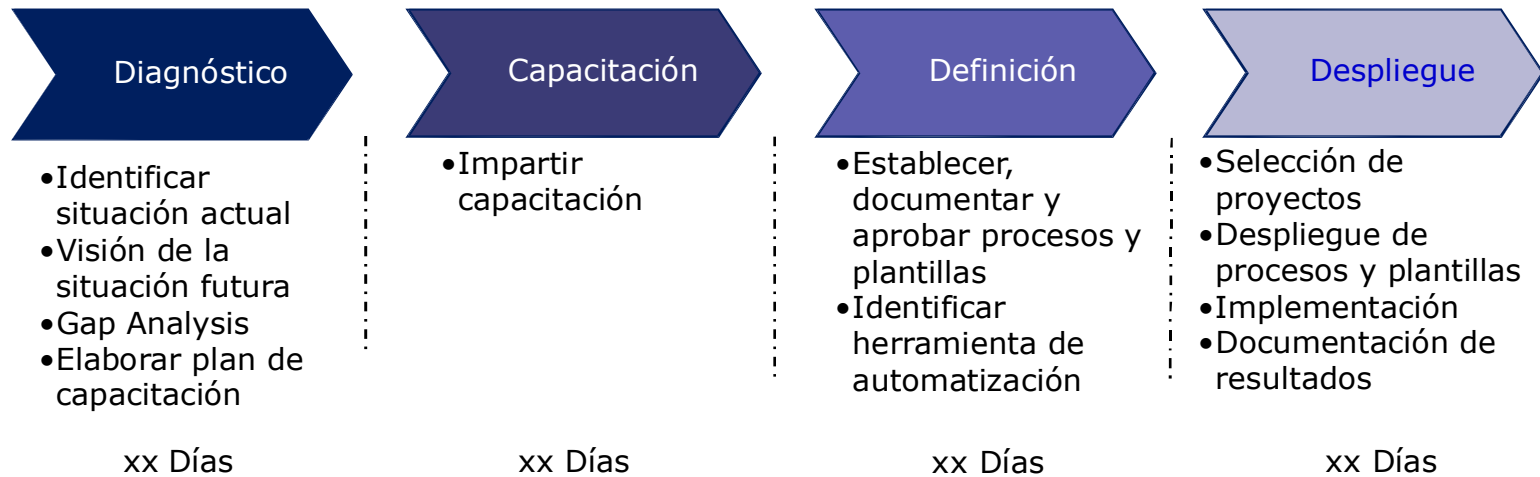 Diagnóstico
•Identificar
situación actual
•Visión de la
situación futura
•Gap Analysis
•Elaborar plan de
capacitación
xx Días
Capacitación
•Impartir
capacitación
xx Días
Definición
•Establecer,
documentar y
aprobar procesos y
plantillas
•Identificar
herramienta de
automatización
xx Días
Despliegue
•Selección de
proyectos
•Despliegue de
procesos y plantillas
•Implementación
•Documentación de
resultados
xx Días